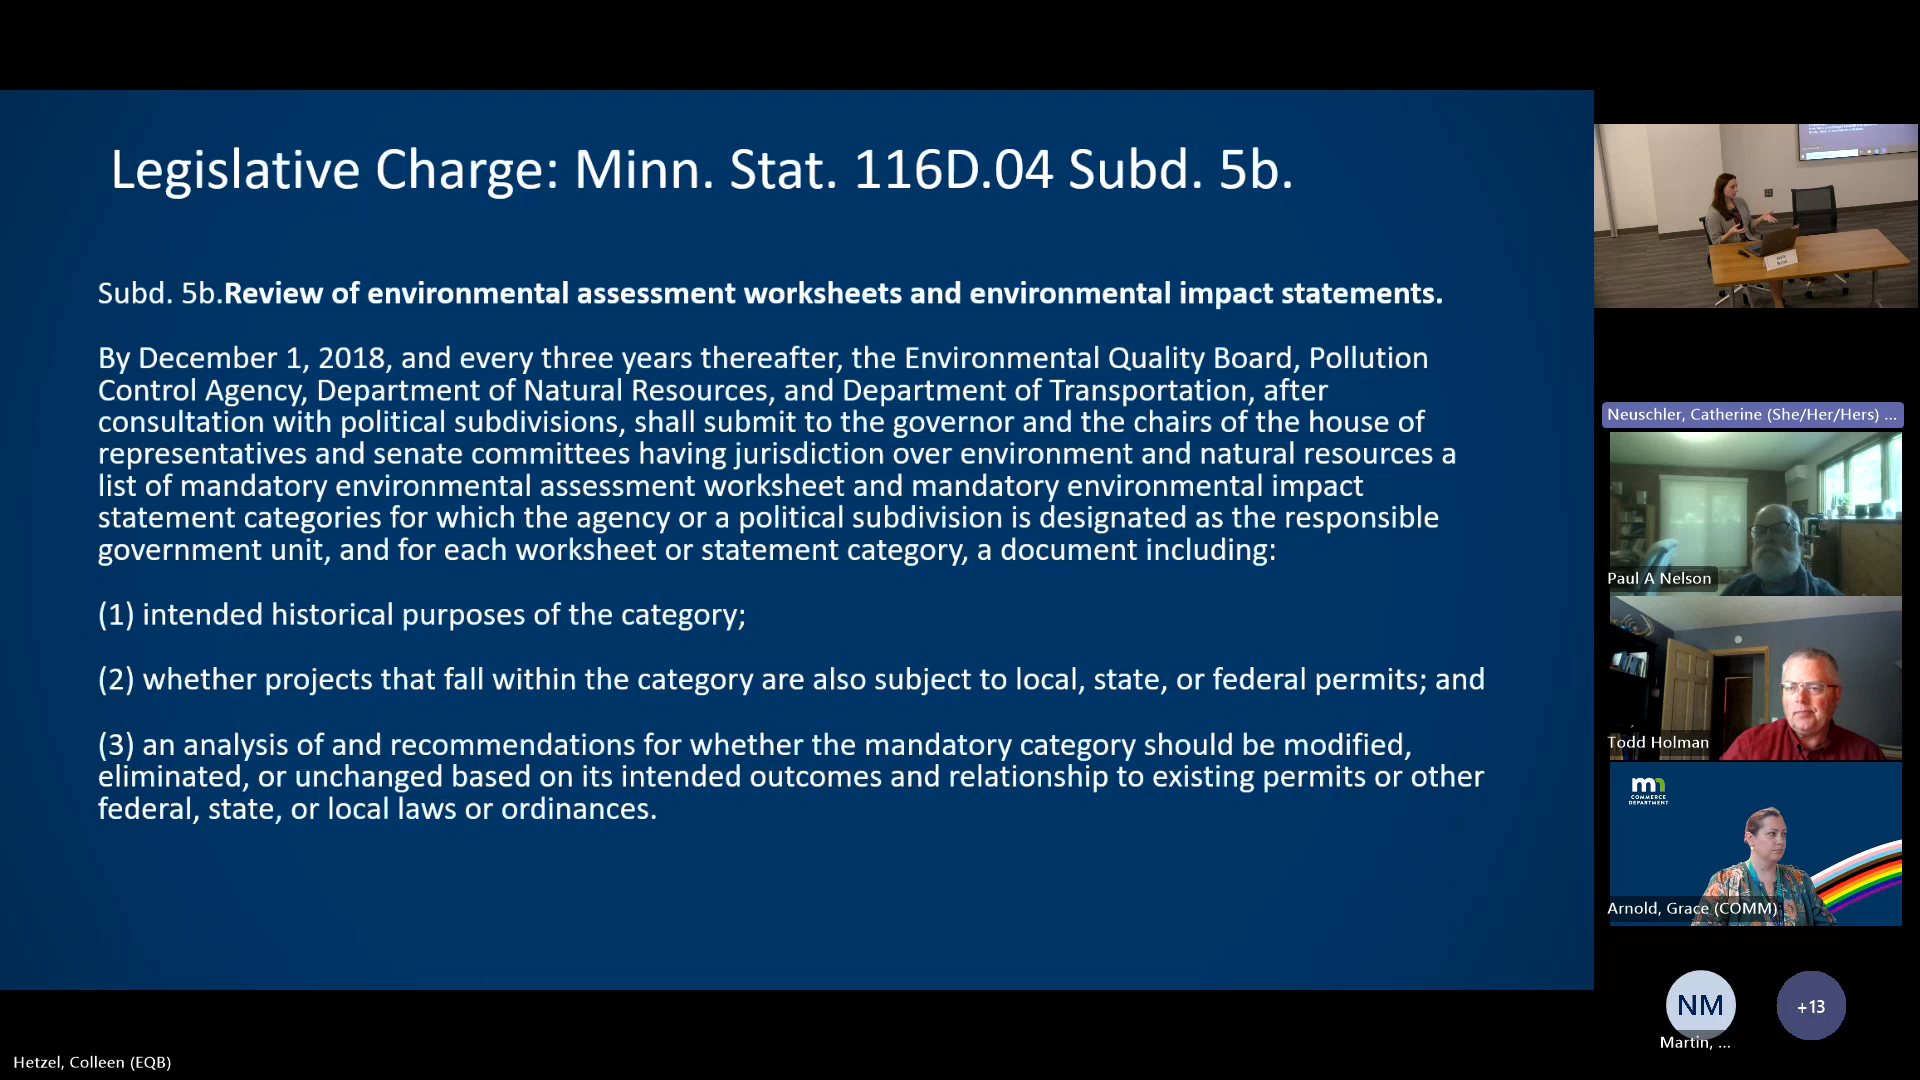 Legislative Charge: Minn. Stat. 116D.04 Subd. 5b.
Subd. 5b.Review of environmental assessment worksheets and environmental impact statements.
By December 1, 2018, and every three years thereafter, the Environmental Quality Board, Pollution
Control Agency, Department of Natural Resources, and Department of Transportation, after
consultation with political subdivisions, shall submit to the governor and the chairs of the house of
representatives and senate committees having jurisdiction over environment and natural resources a
list of mandatory environmental assessment worksheet and mandatory environmental impact
statement categories for which the agency or a political subdivision is designated as the responsible
government unit, and for each worksheet or statement category, a document including:
(1) intended historical purposes of the category;
(2) whether projects that fall within the category are also subject to local, state, or federal permits; and
(3) an analysis of and recommendations for whether the mandatory category should be modified,
eliminated, or unchanged based on its intended outcomes and relationship to existing permits or other
federal, state, or local laws or ordinances.
Neuschler, Catherine (She/Her/Hers) ...
Paul A Nelson
Todd Holman
mn
COMMERCE
DEPARTMENT
Arnold, Grace (COMM)
NM
+13
Martin, ...
Hetzel, Colleen (EQB)